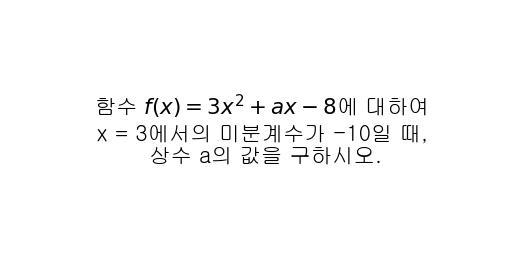 함수 f(x) = 3x² + ax − 8에 대하여
x = 3에서의 미분계수가 −10일 때,
상수 a의 값을 구하시오.